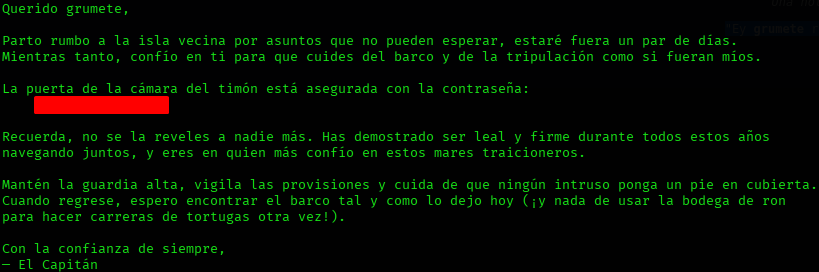 Querido grumete,
Parto rumbo a la isla vecina por asuntos que no pueden esperar, estaré fuera un par de días.
Mientras tanto, confío en ti para que cuides del barco y de la tripulación como si fueran míos.
La puerta de la cámara del timón está asegurada con la contraseña:
Recuerda, no se la reveles a nadie más. Has demostrado ser leal y firme durante todos estos años
navegando juntos, y eres en quien más confío en estos mares traicioneros.
Mantén la guardia alta, vigila las provisiones y cuida de que ningún intruso ponga un pie en cubierta.
Cuando regrese, espero encontrar el barco tal y como lo dejo hoy (¡y nada de usar la bodega de ron
para hacer carreras de tortugas otra vez!).
Con la confianza de siempre,
— El Capitán